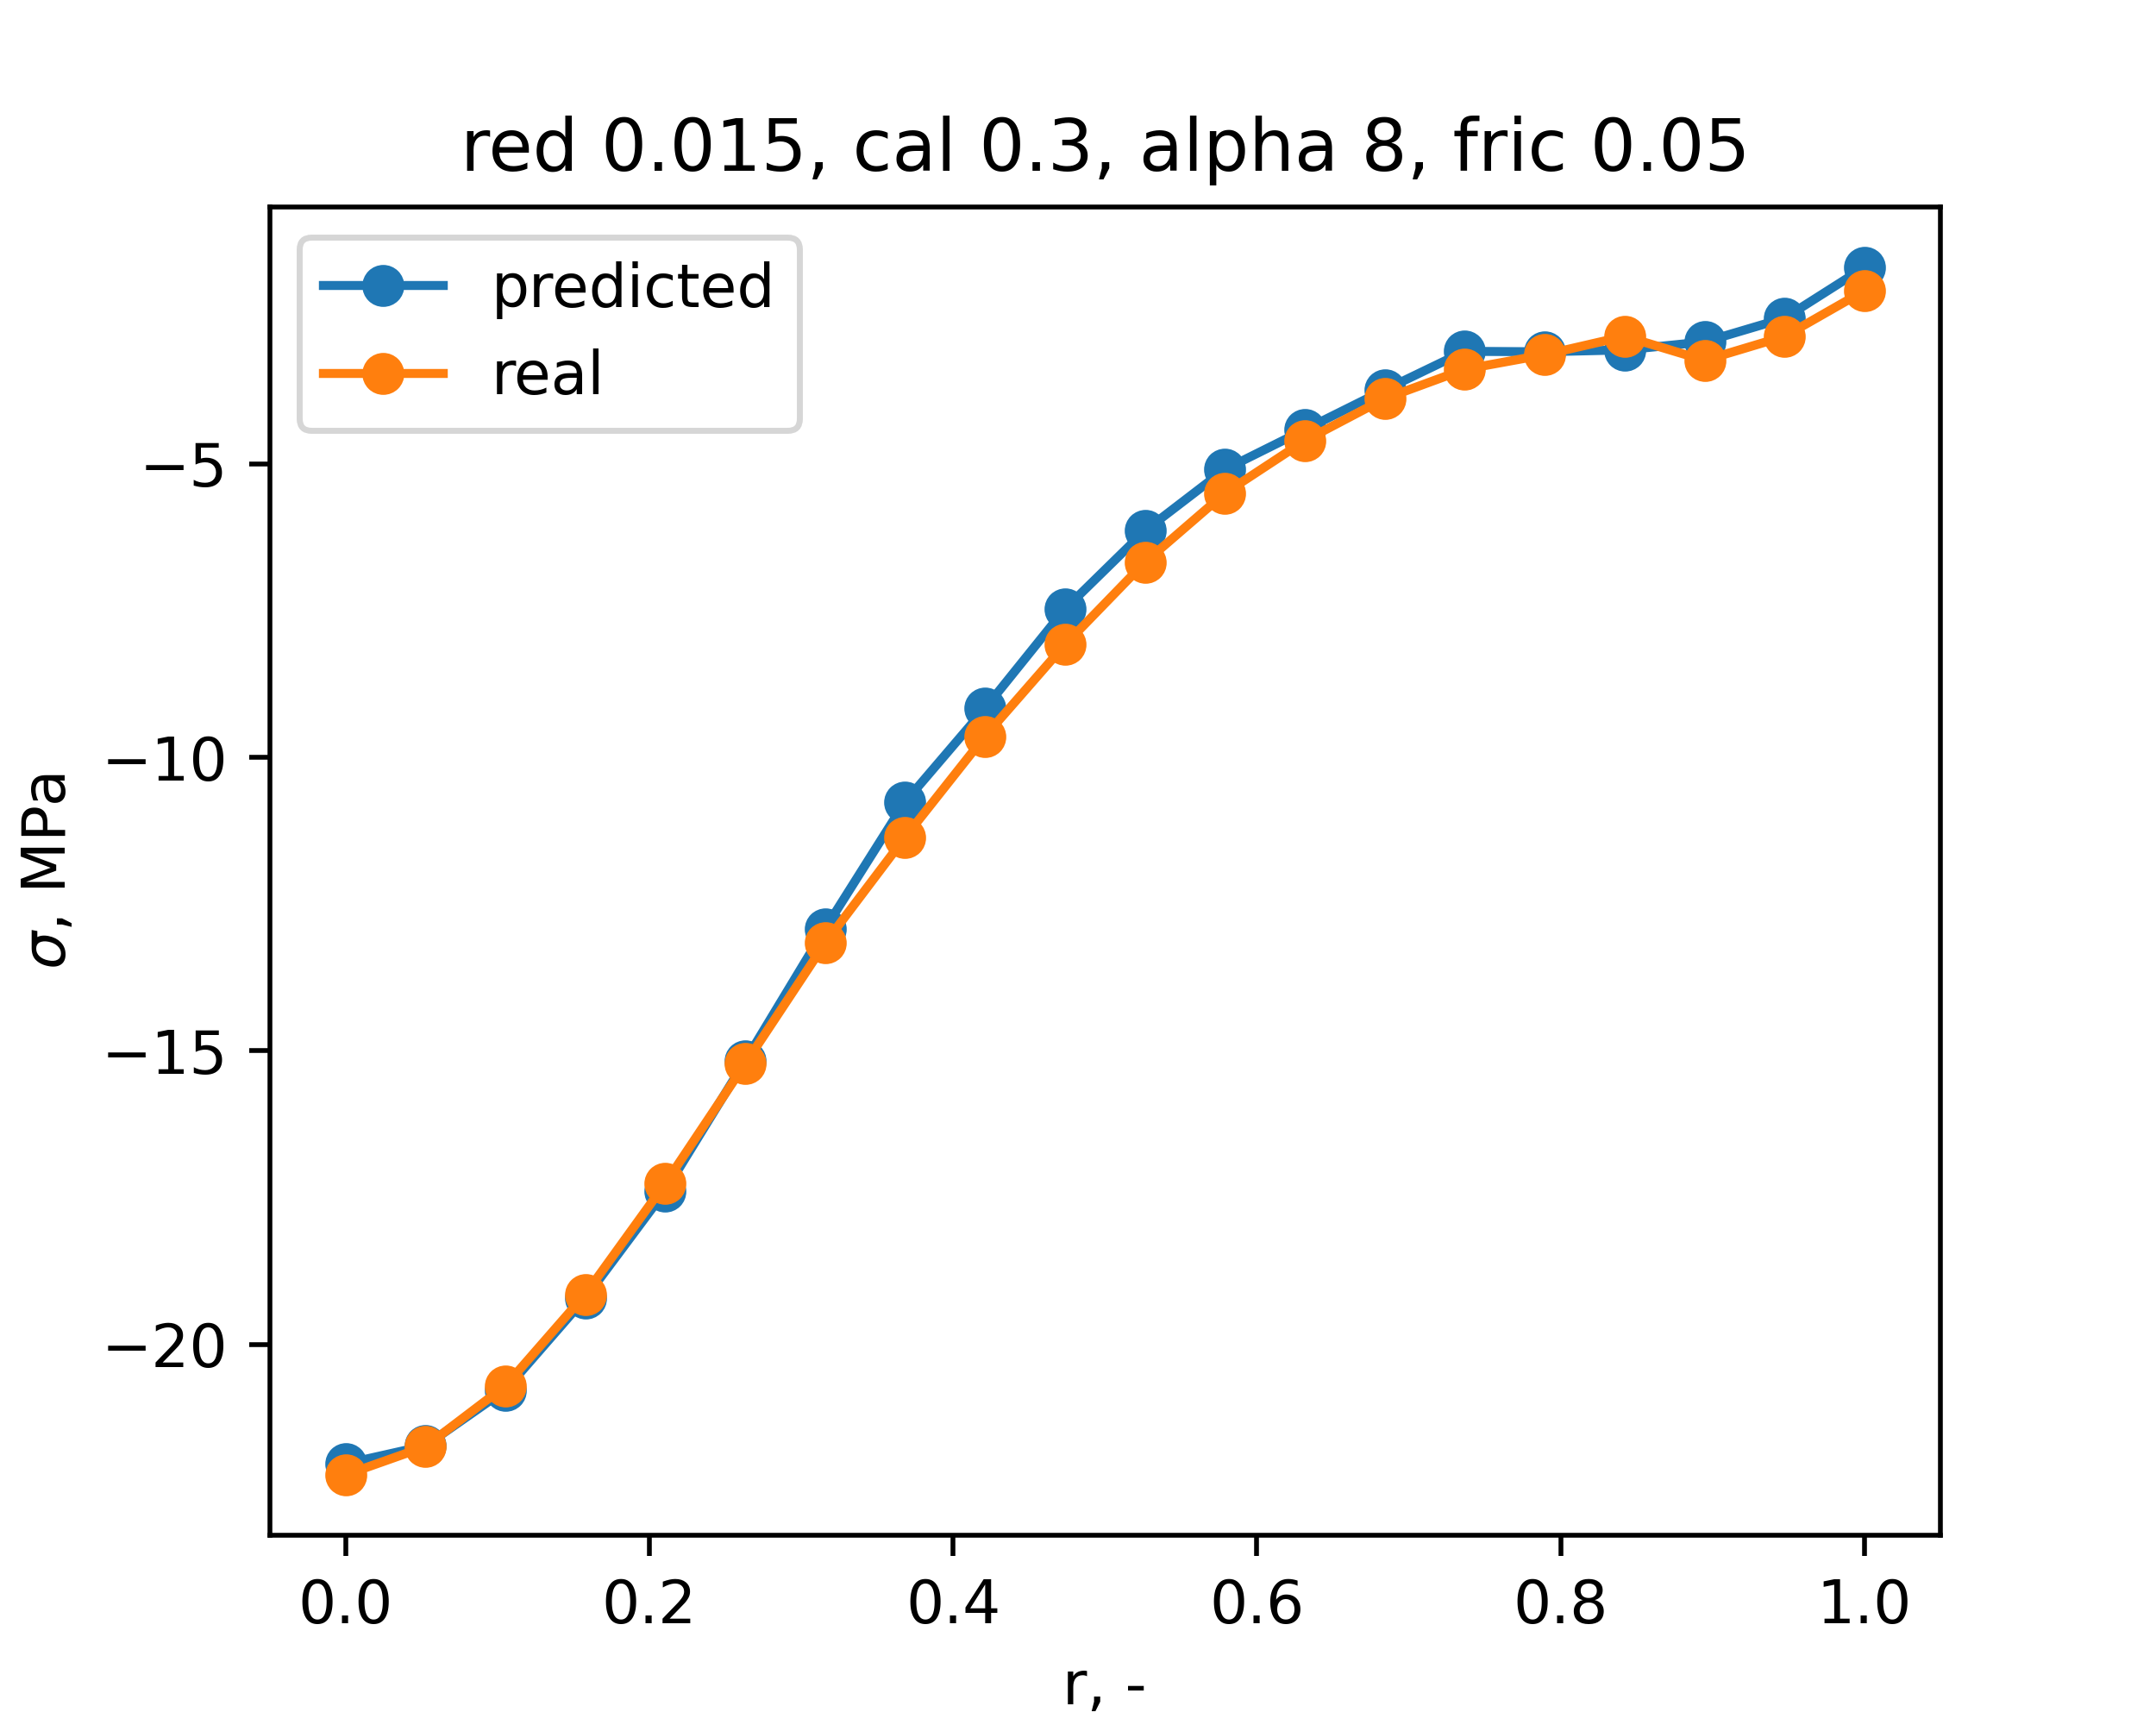 red 0.015, cal 0.3, alpha 8, fric 0.05
predicted
real
−5
−10
−15
−20
σ, MPa
0.0 0.2 0.4 0.6 0.8 1.0
r, -